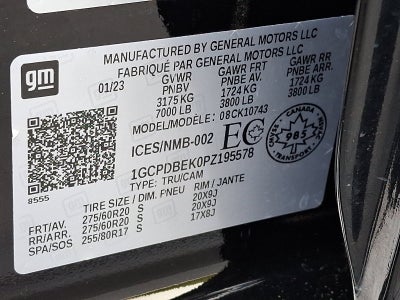 MANUFACTURED BY GENERAL MOTORS LLC
FABRIQUÉ PAR GENERAL MOTORS LLC
gm
01/23
GVWR
PNBV
3175 KG
7000 LB
GAWR FRT
PNBE AV.
1724 KG
3800 LB
GAWR RR
PNBE ARR.
1724 KG
3800 LB
MODEL/MODÈLE: 08CK10743
ICES/NMB-002
EC
CANADA
985
TRANSPORT
1GCPDBEK0PZ195578
8555
TYPE: TRU/CAM
TIRE SIZE / DIM. PNEU RIM / JANTE
FRT/AV. 275/60R20 S 20X9J
RR/ARR. 275/60R20 S 20X9J
SPA/SOS 255/80R17 S 17X8J